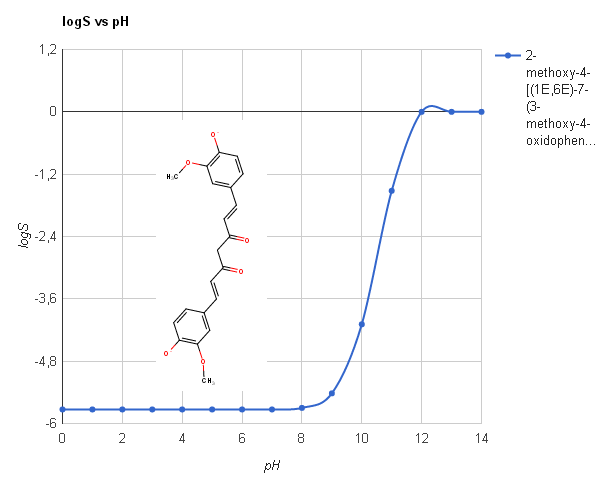 logS vs pH
1,2
0
-1,2
-2,4
-3,6
-4,8
-6
logS
0 2 4 6 8 10 12 14
pH
2-
methoxy-4-
[(1E,6E)-7-
(3-
methoxy-4-
oxidophen...
O⁻
O
H₃C
O
O
O⁻
O
CH₃